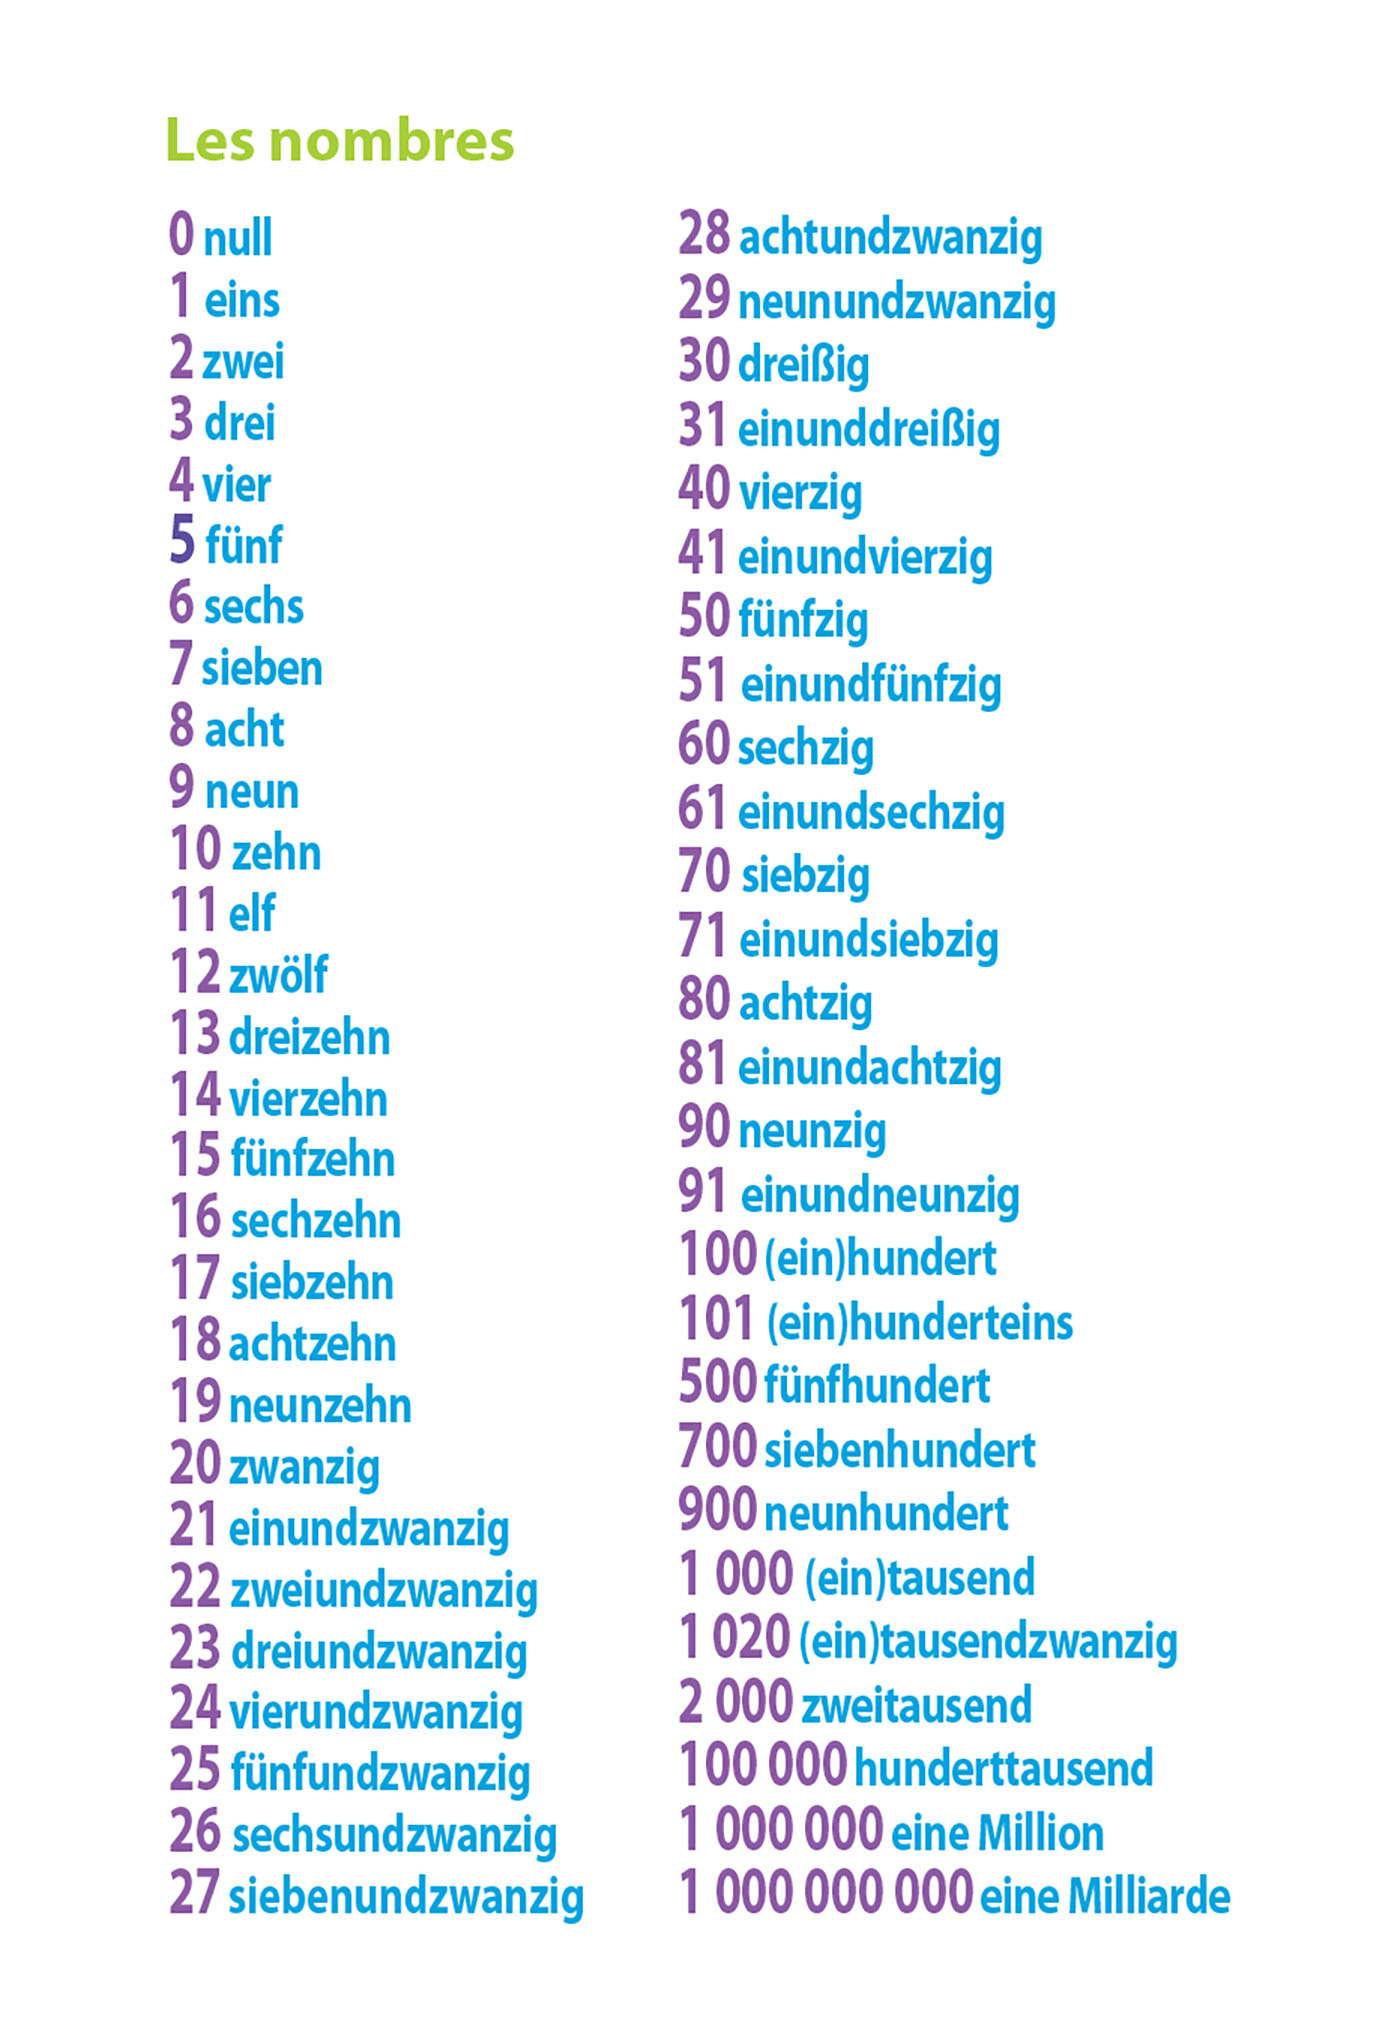 Les nombres
0 null
1 eins
2 zwei
3 drei
4 vier
5 fünf
6 sechs
7 sieben
8 acht
9 neun
10 zehn
11 elf
12 zwölf
13 dreizehn
14 vierzehn
15 fünfzehn
16 sechzehn
17 siebzehn
18 achtzehn
19 neunzehn
20 zwanzig
21 einundzwanzig
22 zweiundzwanzig
23 dreiundzwanzig
24 vierundzwanzig
25 fünfundzwanzig
26 sechsundzwanzig
27 siebenundzwanzig
28 achtundzwanzig
29 neunundzwanzig
30 dreißig
31 einunddreißig
40 vierzig
41 einundvierzig
50 fünfzig
51 einundfünfzig
60 sechzig
61 einundsechzig
70 siebzig
71 einundsiebzig
80 achtzig
81 einundachtzig
90 neunzig
91 einundneunzig
100 (ein)hundert
101 (ein)hunderteins
500 fünfhundert
700 siebenhundert
900 neunhundert
1 000 (ein)tausend
1 020 (ein)tausendzwanzig
2 000 zweitausend
100 000 hunderttausend
1 000 000 eine Million
1 000 000 000 eine Milliarde